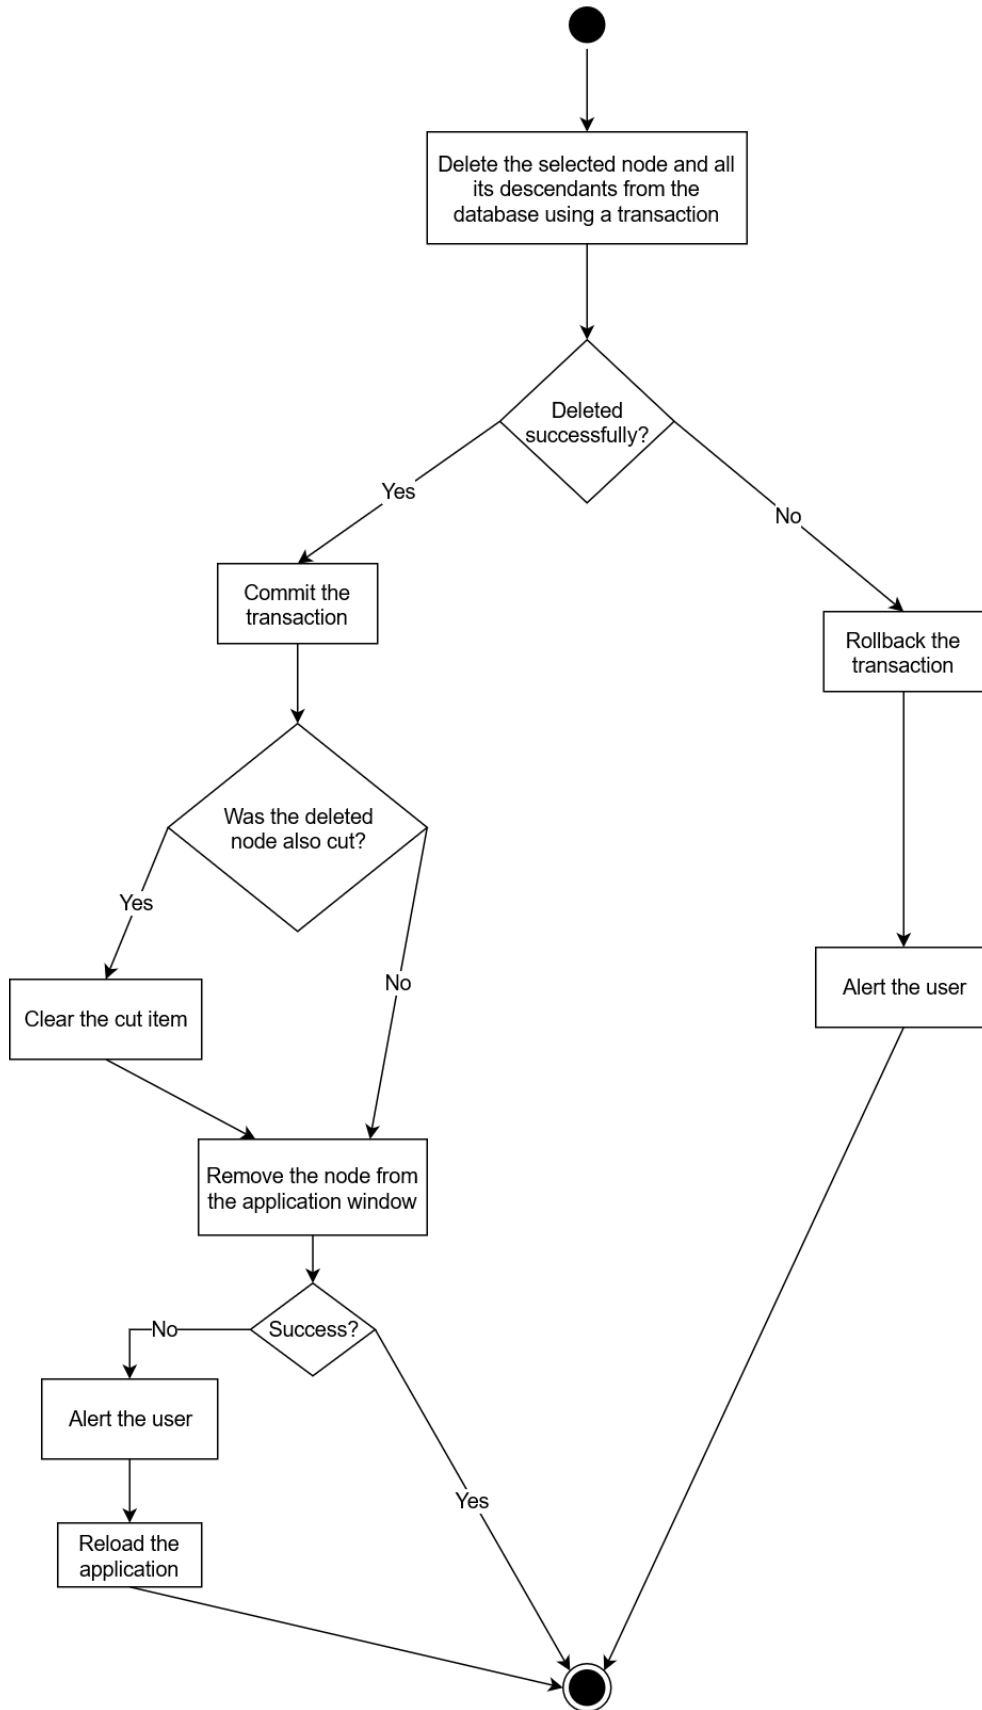 Delete the selected node and all
its descendants from the
database using a transaction
Deleted
successfully?
Yes
No
Commit the
transaction
Rollback the
transaction
Was the deleted
node also cut?
Yes
No
Clear the cut item
Alert the user
Remove the node from
the application window
Success?
No
Alert the user
Yes
Reload the
application